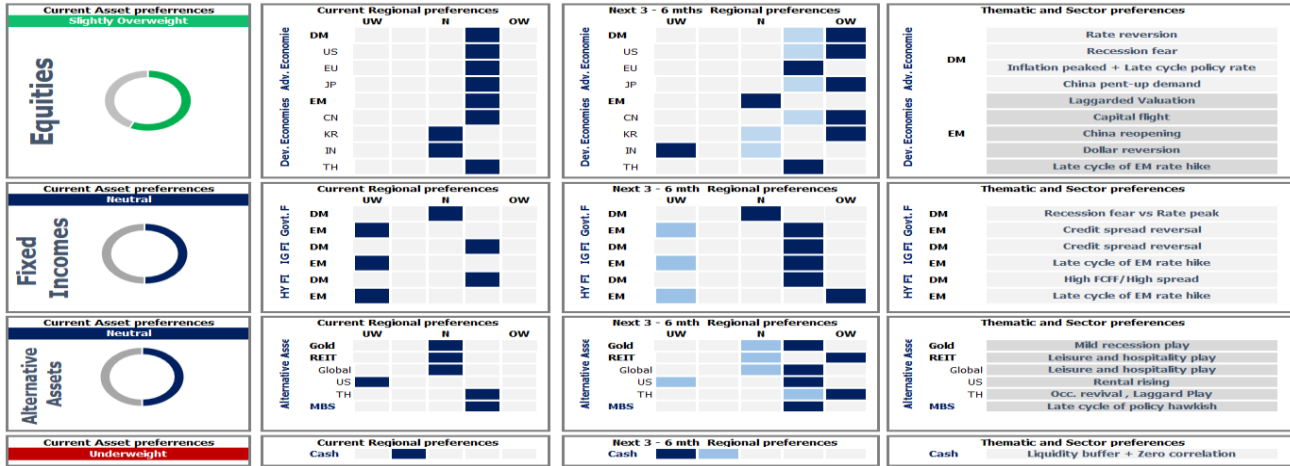 Current Asset preferrences
Slightly Overweight
Equities
Current Regional preferences
UW N OW
Adv. Economie
DM
US
EU
JP
Dev. Economies
EM
CN
KR
IN
TH
Next 3 - 6 mths Regional preferences
UW N OW
Adv. Economie
DM
US
EU
JP
Dev. Economies
EM
CN
KR
IN
TH
Thematic and Sector preferences
Adv. Economie
DM
Rate reversion
Recession fear
Inflation peaked + Late cycle policy rate
China pent-up demand
Dev. Economies
EM
Laggarded Valuation
Capital flight
China reopening
Dollar reversion
Late cycle of EM rate hike
Current Asset preferrences
Neutral
Fixed
Incomes
Current Regional preferences
UW N OW
Govt. F
DM
EM
IG FI
DM
EM
HY FI
DM
EM
Next 3 - 6 mth Regional preferences
UW N OW
Govt. F
DM
EM
IG FI
DM
EM
HY FI
DM
EM
Thematic and Sector preferences
Govt. F
DM Recession fear vs Rate peak
EM Credit spread reversal
IG FI
DM Credit spread reversal
EM Late cycle of EM rate hike
HY FI
DM High FCFF/High spread
EM Late cycle of EM rate hike
Current Asset preferrences
Neutral
Alternative
Assets
Current Regional preferences
UW N OW
Alternative Asse
Gold
REIT
Global
US
TH
MBS
Next 3 - 6 mth Regional preferences
UW N OW
Alternative Asse
Gold
REIT
Global
US
TH
MBS
Thematic and Sector preferences
Alternative Asse
Gold Mild recession play
REIT Leisure and hospitality play
Global Leisure and hospitality play
US Rental rising
TH Occ. revival , Laggard Play
MBS Late cycle of policy hawkish
Current Asset preferrences
Underweight
Current Regional preferences
Cash
Next 3 - 6 mth Regional preferences
Cash
Thematic and Sector preferences
Cash Liquidity buffer + Zero correlation